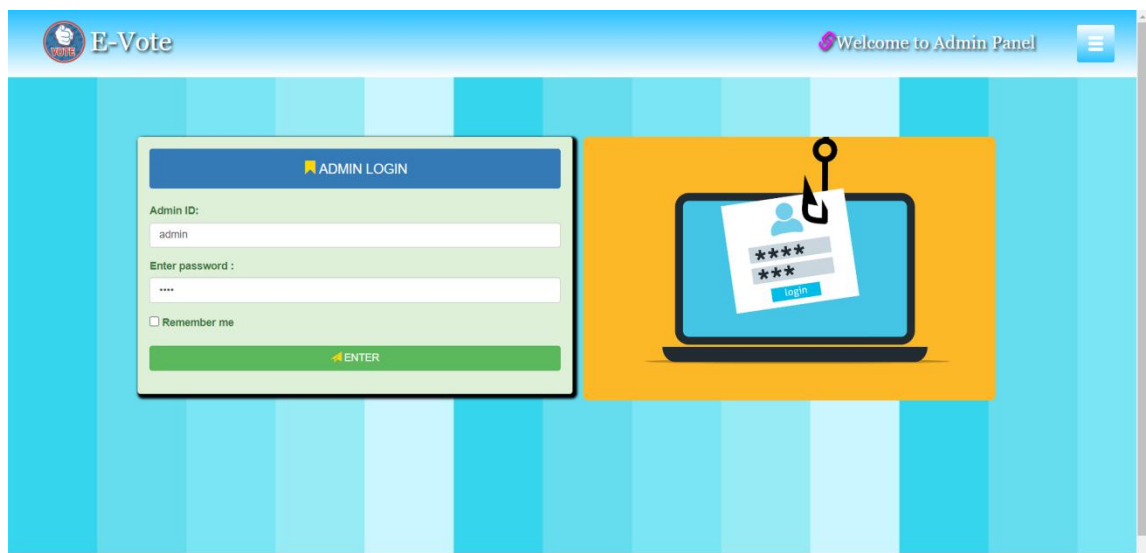 VOTE
E-Vote
Welcome to Admin Panel
ADMIN LOGIN
Admin ID:
admin
Enter password :
••••
Remember me
ENTER
****
***
login